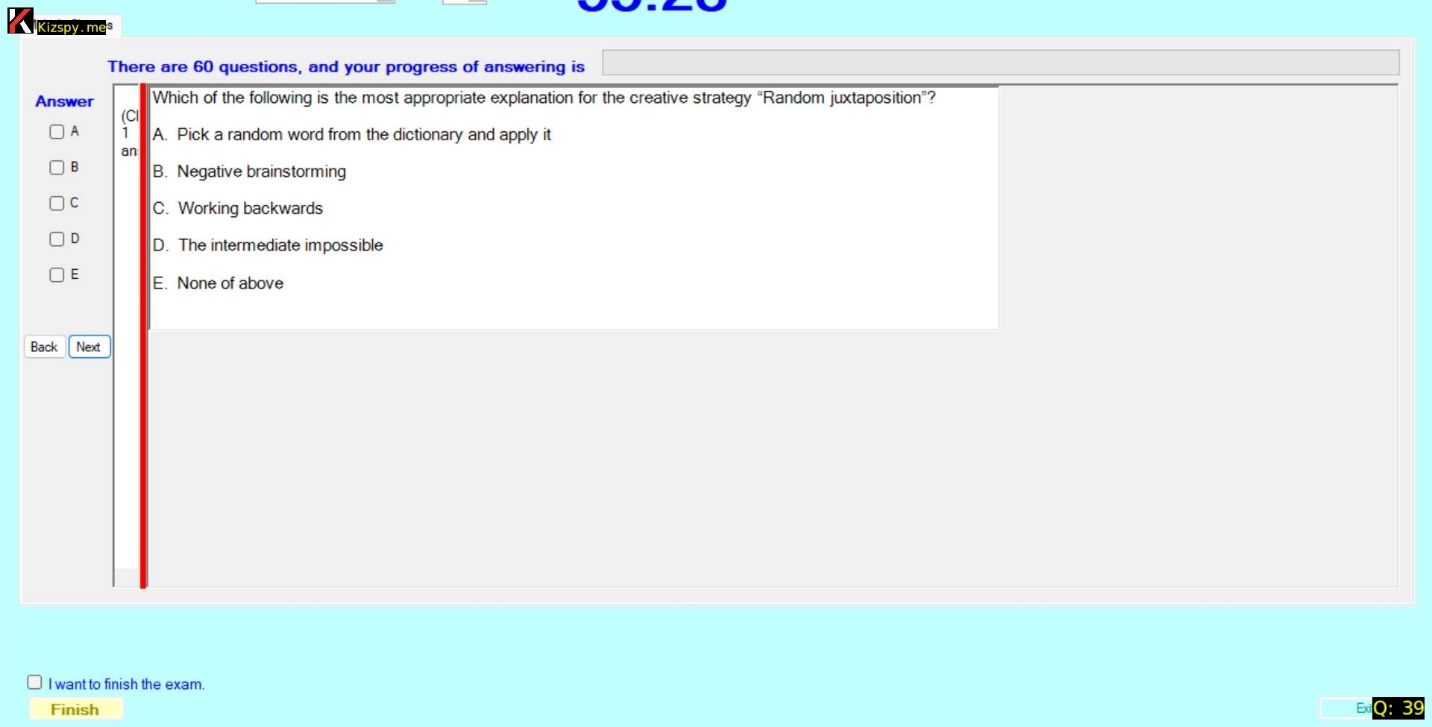 Kizspy.me
There are 60 questions, and your progress of answering is
Answer
A
B
C
D
E
Back Next
1
Which of the following is the most appropriate explanation for the creative strategy “Random juxtaposition”?
A. Pick a random word from the dictionary and apply it
B. Negative brainstorming
C. Working backwards
D. The intermediate impossible
E. None of above
I want to finish the exam.
Finish
Q: 39